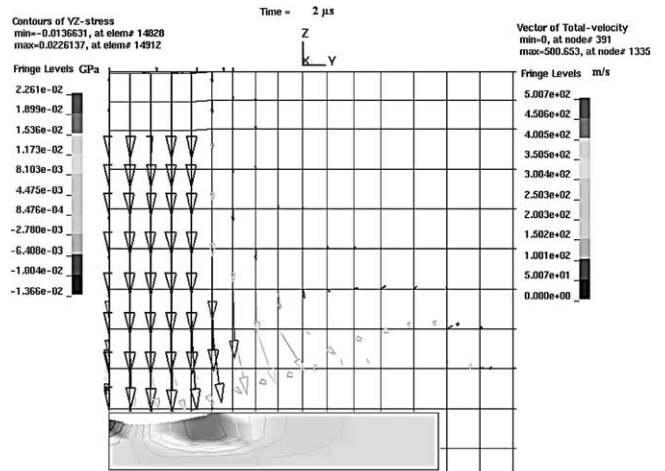 Time = 2 μs
Contours of YZ-stress
min=-0.0136631, at elem# 14828
max=0.0226137, at elem# 14912
Fringe Levels GPa
2.261e-02
1.899e-02
1.536e-02
1.173e-02
8.103e-03
4.475e-03
8.476e-04
-2.780e-03
-6.408e-03
-1.004e-02
-1.366e-02
Z
X Y
Vector of Total-velocity
min=0, at node# 391
max=500.653, at node# 1335
Fringe Levels m/s
5.007e+02
4.506e+02
4.005e+02
3.505e+02
3.004e+02
2.503e+02
2.003e+02
1.502e+02
1.001e+02
5.007e+01
0.000e+00